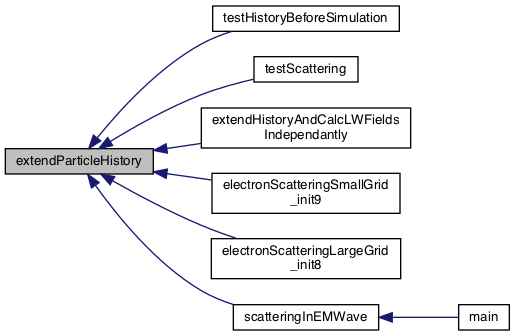 testHistoryBeforeSimulation
testScattering
extendHistoryAndCalcLWFields
Independantly
extendParticleHistory
electronScatteringSmallGrid
_init9
electronScatteringLargeGrid
_init8
scatteringInEMWave
main